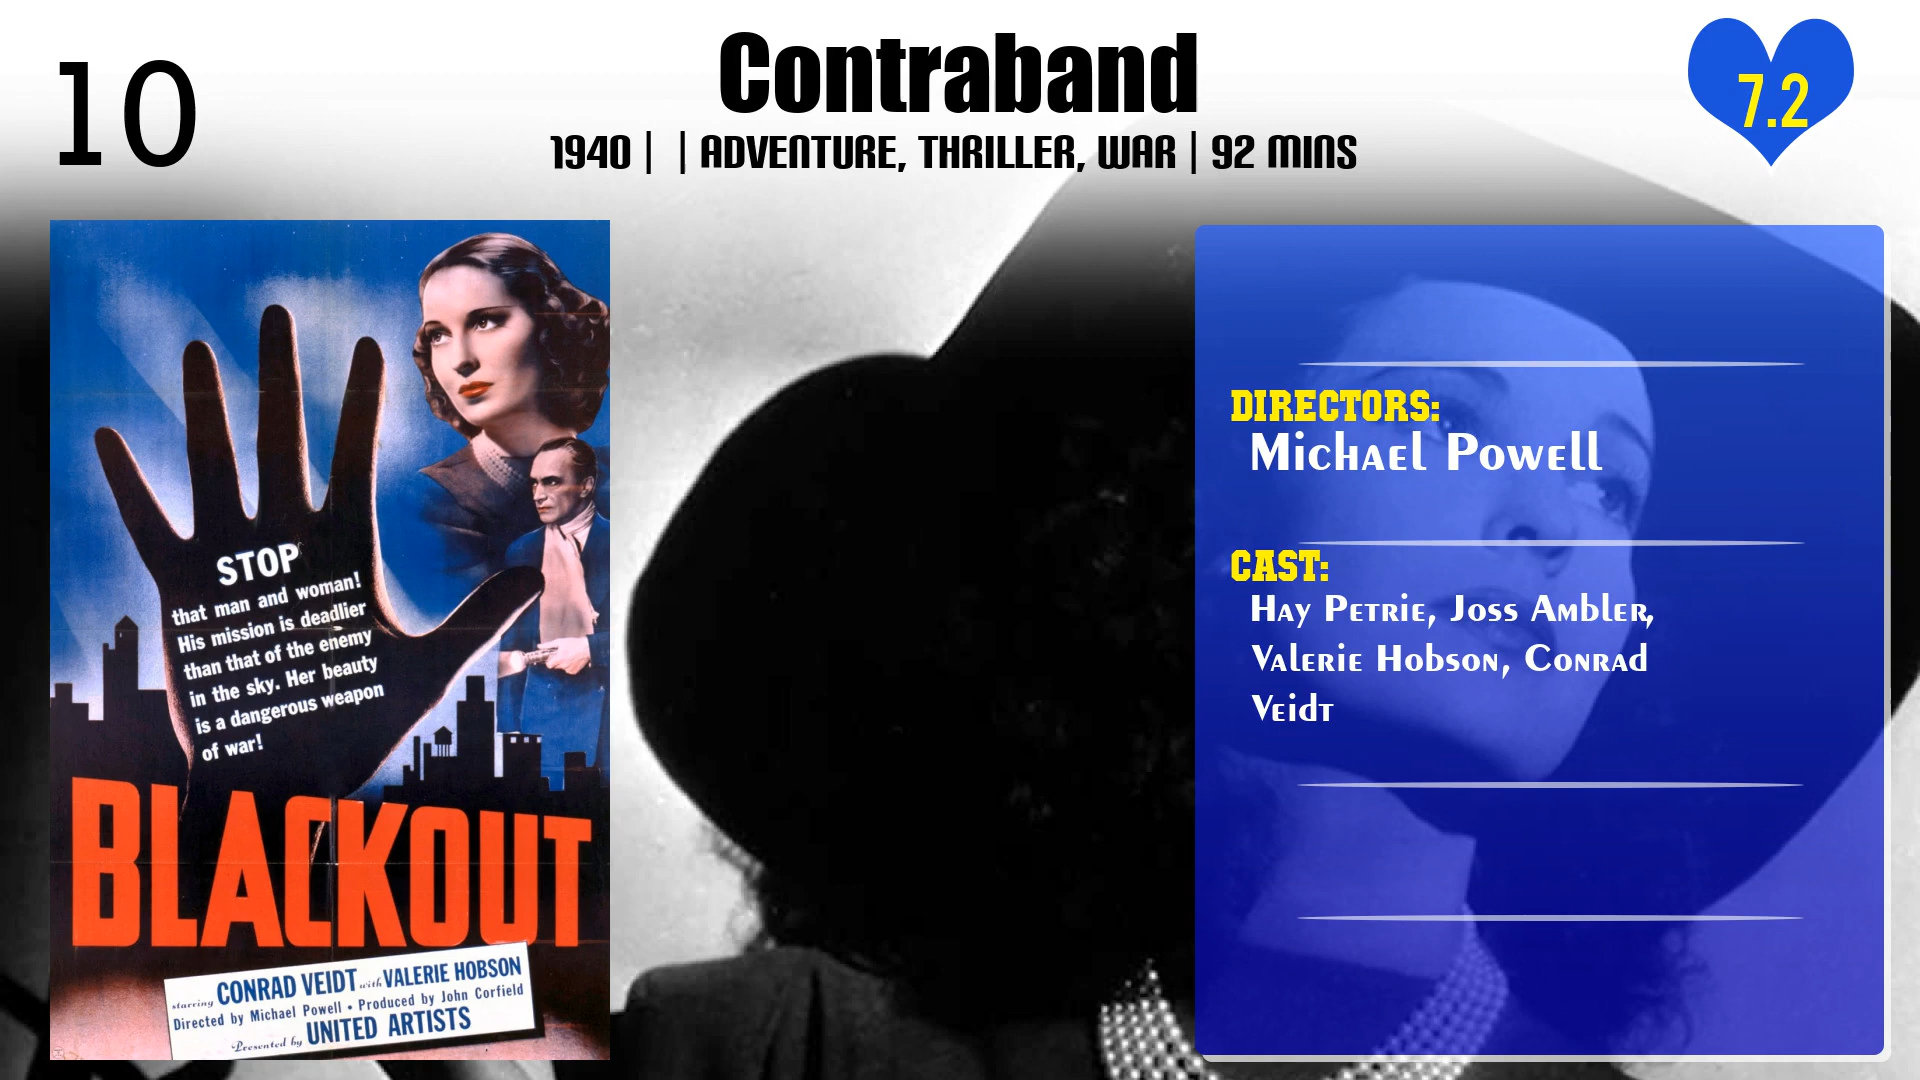 10
Contraband
1940 | | ADVENTURE, THRILLER, WAR | 92 MINS
7.2
STOP
that man and woman!
His mission is deadlier
than that of the enemy
in the sky. Her beauty
is a dangerous weapon
of war!
BLACKOUT
starring CONRAD VEIDT with VALERIE HOBSON
Directed by Michael Powell • Produced by John Corfield
Presented by UNITED ARTISTS
DIRECTORS:
Michael Powell
CAST:
Hay Petrie, Joss Ambler,
Valerie Hobson, Conrad
Veidt